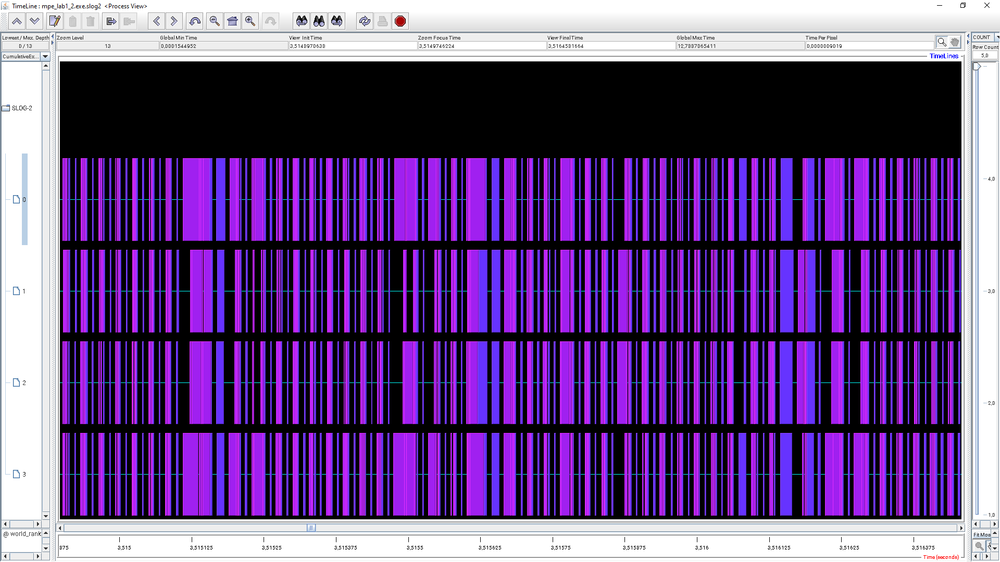 TimeLine : mpe_lab1_2.exe.slog2 <Process View>
Lowest / Max. Depth
0 / 13
Zoom Level
13
Global Min Time
0,0001544952
View Init Time
3,5148970638
Zoom Focus Time
3,5149746224
View Final Time
3,5164581664
Global Max Time
12,7887065411
Time Per Pixel
0,0000009019
COUNT
Row Count
5,0
CumulativeEx...
TimeLines
SLOG-2
0
1
2
3
4,0
3,0
2,0
1,0
@ world_rank
Fit Mos
875
3,515
3,515125
3,51525
3,515375
3,5155
3,515625
3,51575
3,515875
3,516
3,516125
3,51625
3,516375
Time (seconds)